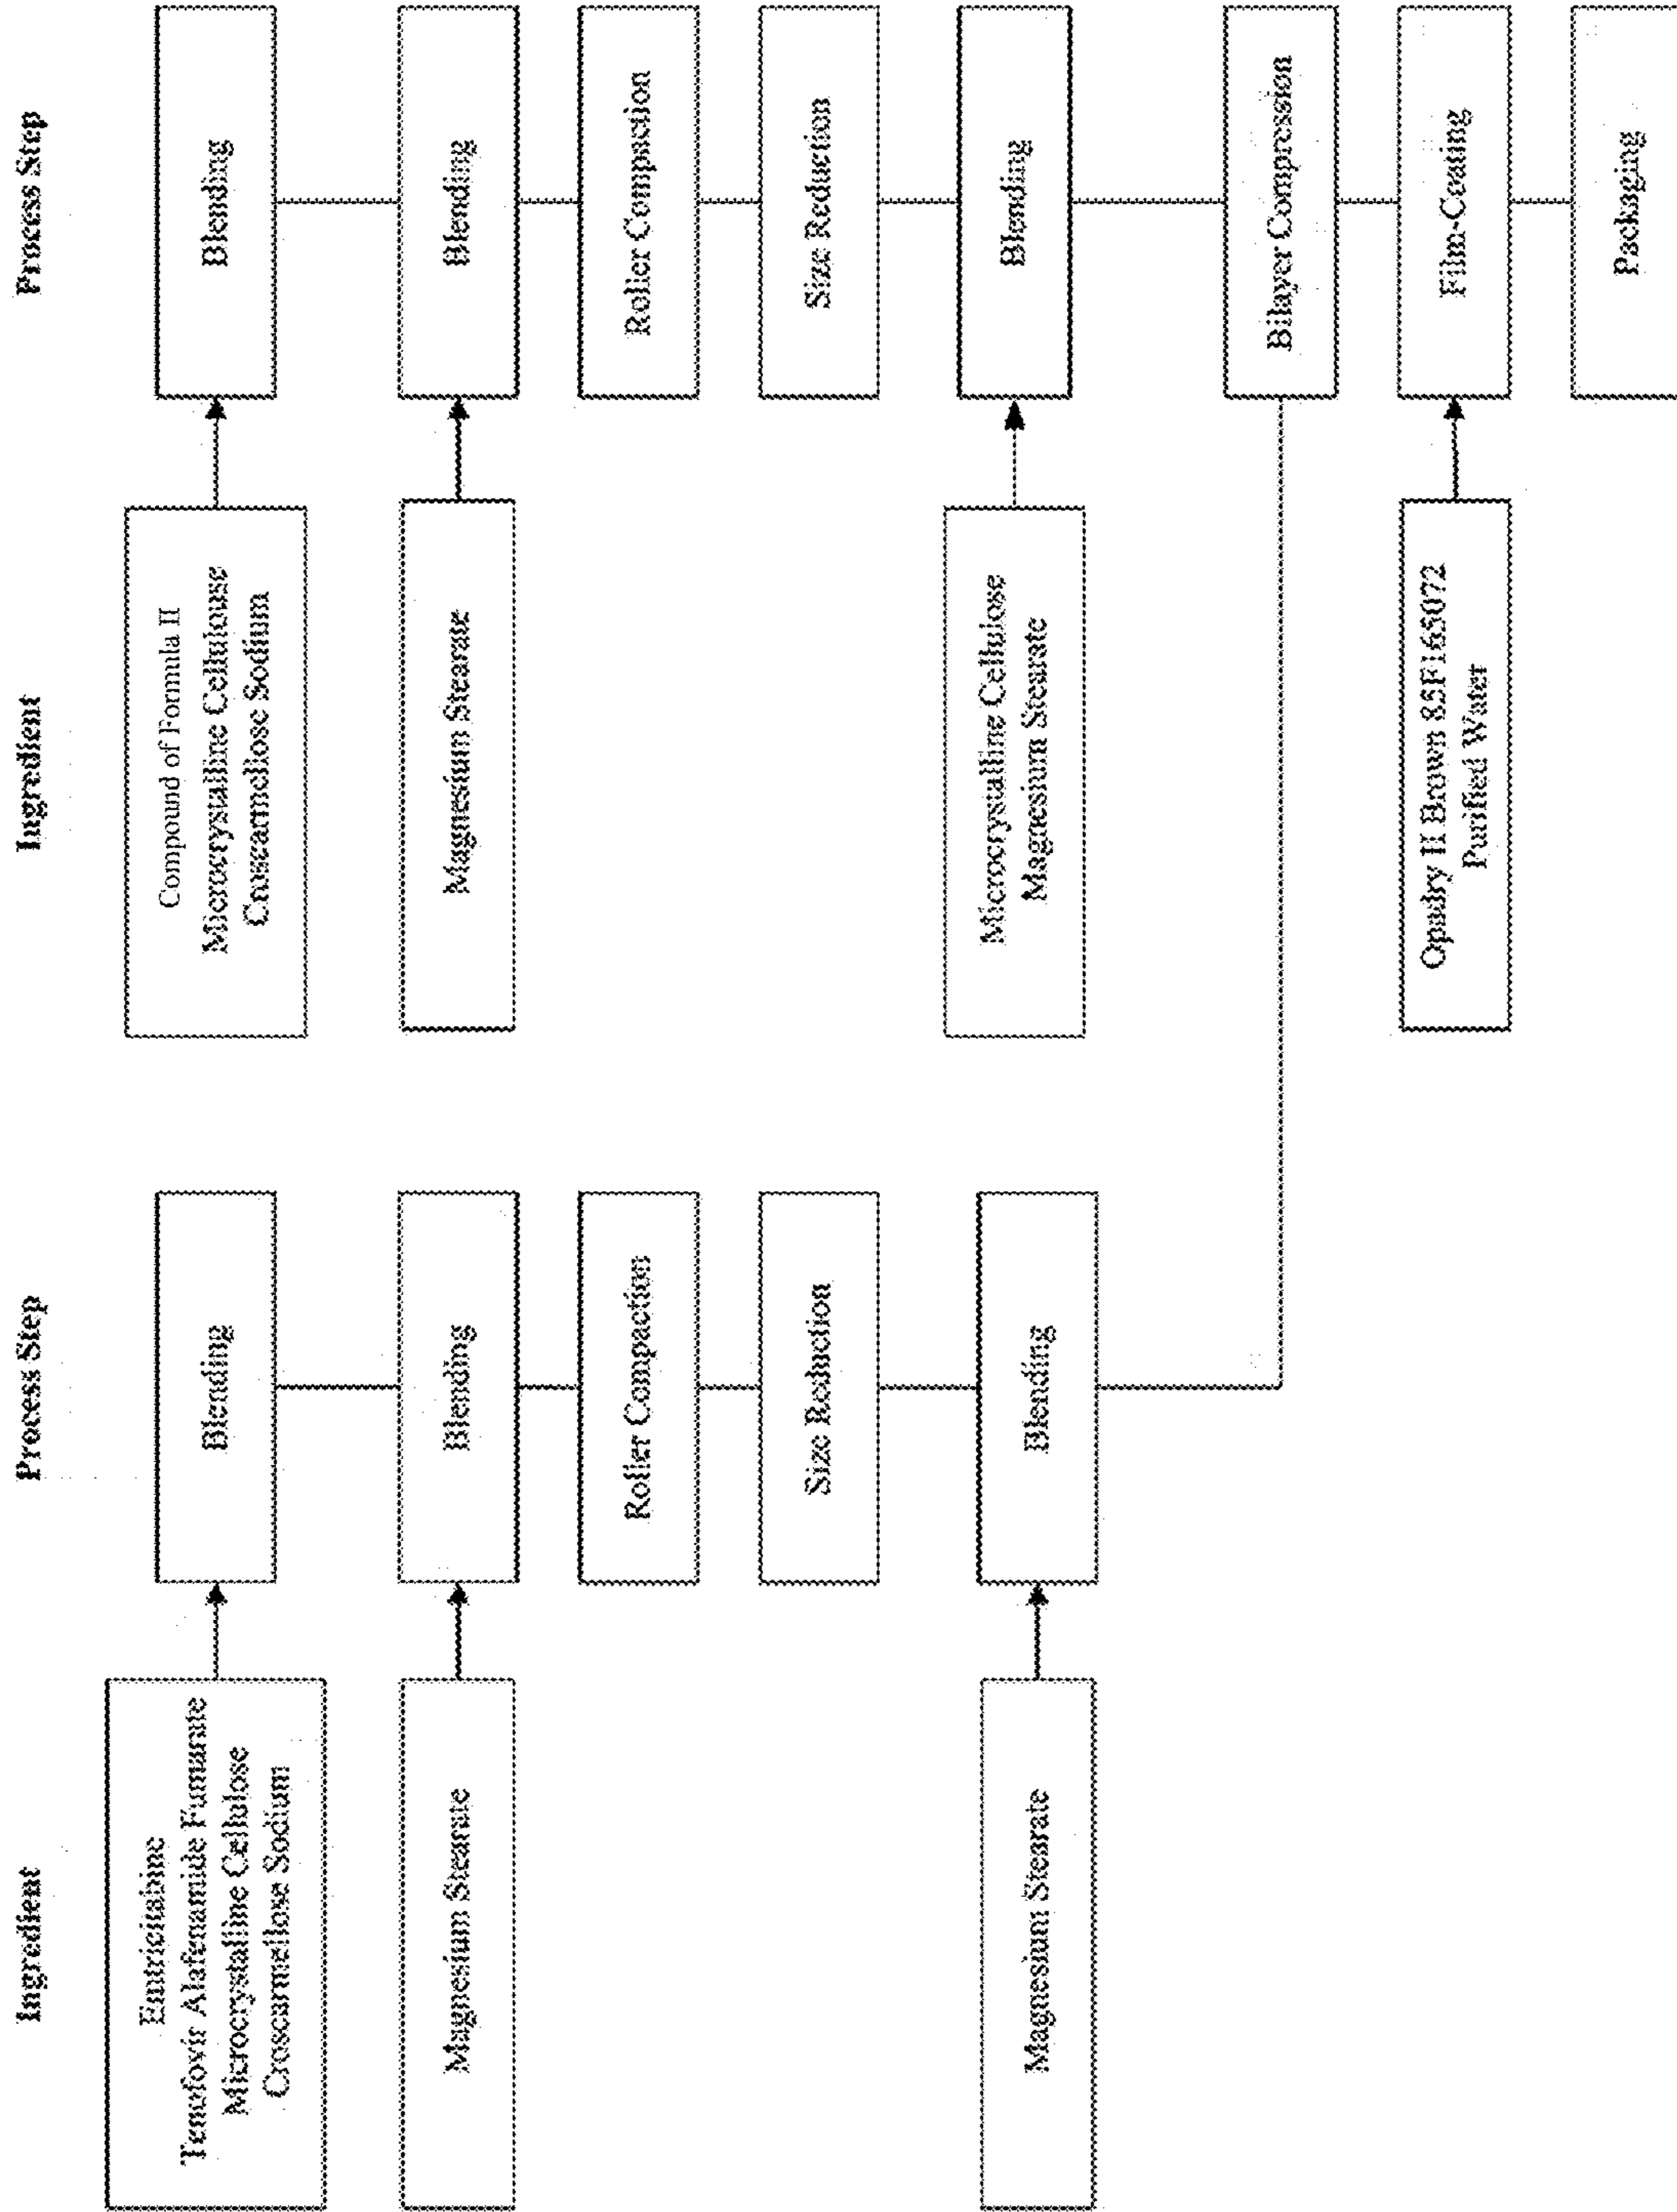 Ingredient
Process Step
Ingredient
Process Step
Emtricitabine
Tenofovir Alafenamide Fumarate
Microcrystalline Cellulose
Croscarmellose Sodium
Blending
Compound of Formula II
Microcrystalline Cellulouse
Croscarmellose Sodium
Blending
Magnesium Stearate
Blending
Magnesium Stearate
Blending
Roller Compaction
Roller Compaction
Size Reduction
Size Reduction
Magnesium Stearate
Blending
Microcrystalline Cellulose
Magnesium Stearate
Blending
Bilayer Compression
Opadry II Brown 85F165072
Purified Water
Film-Coating
Packaging